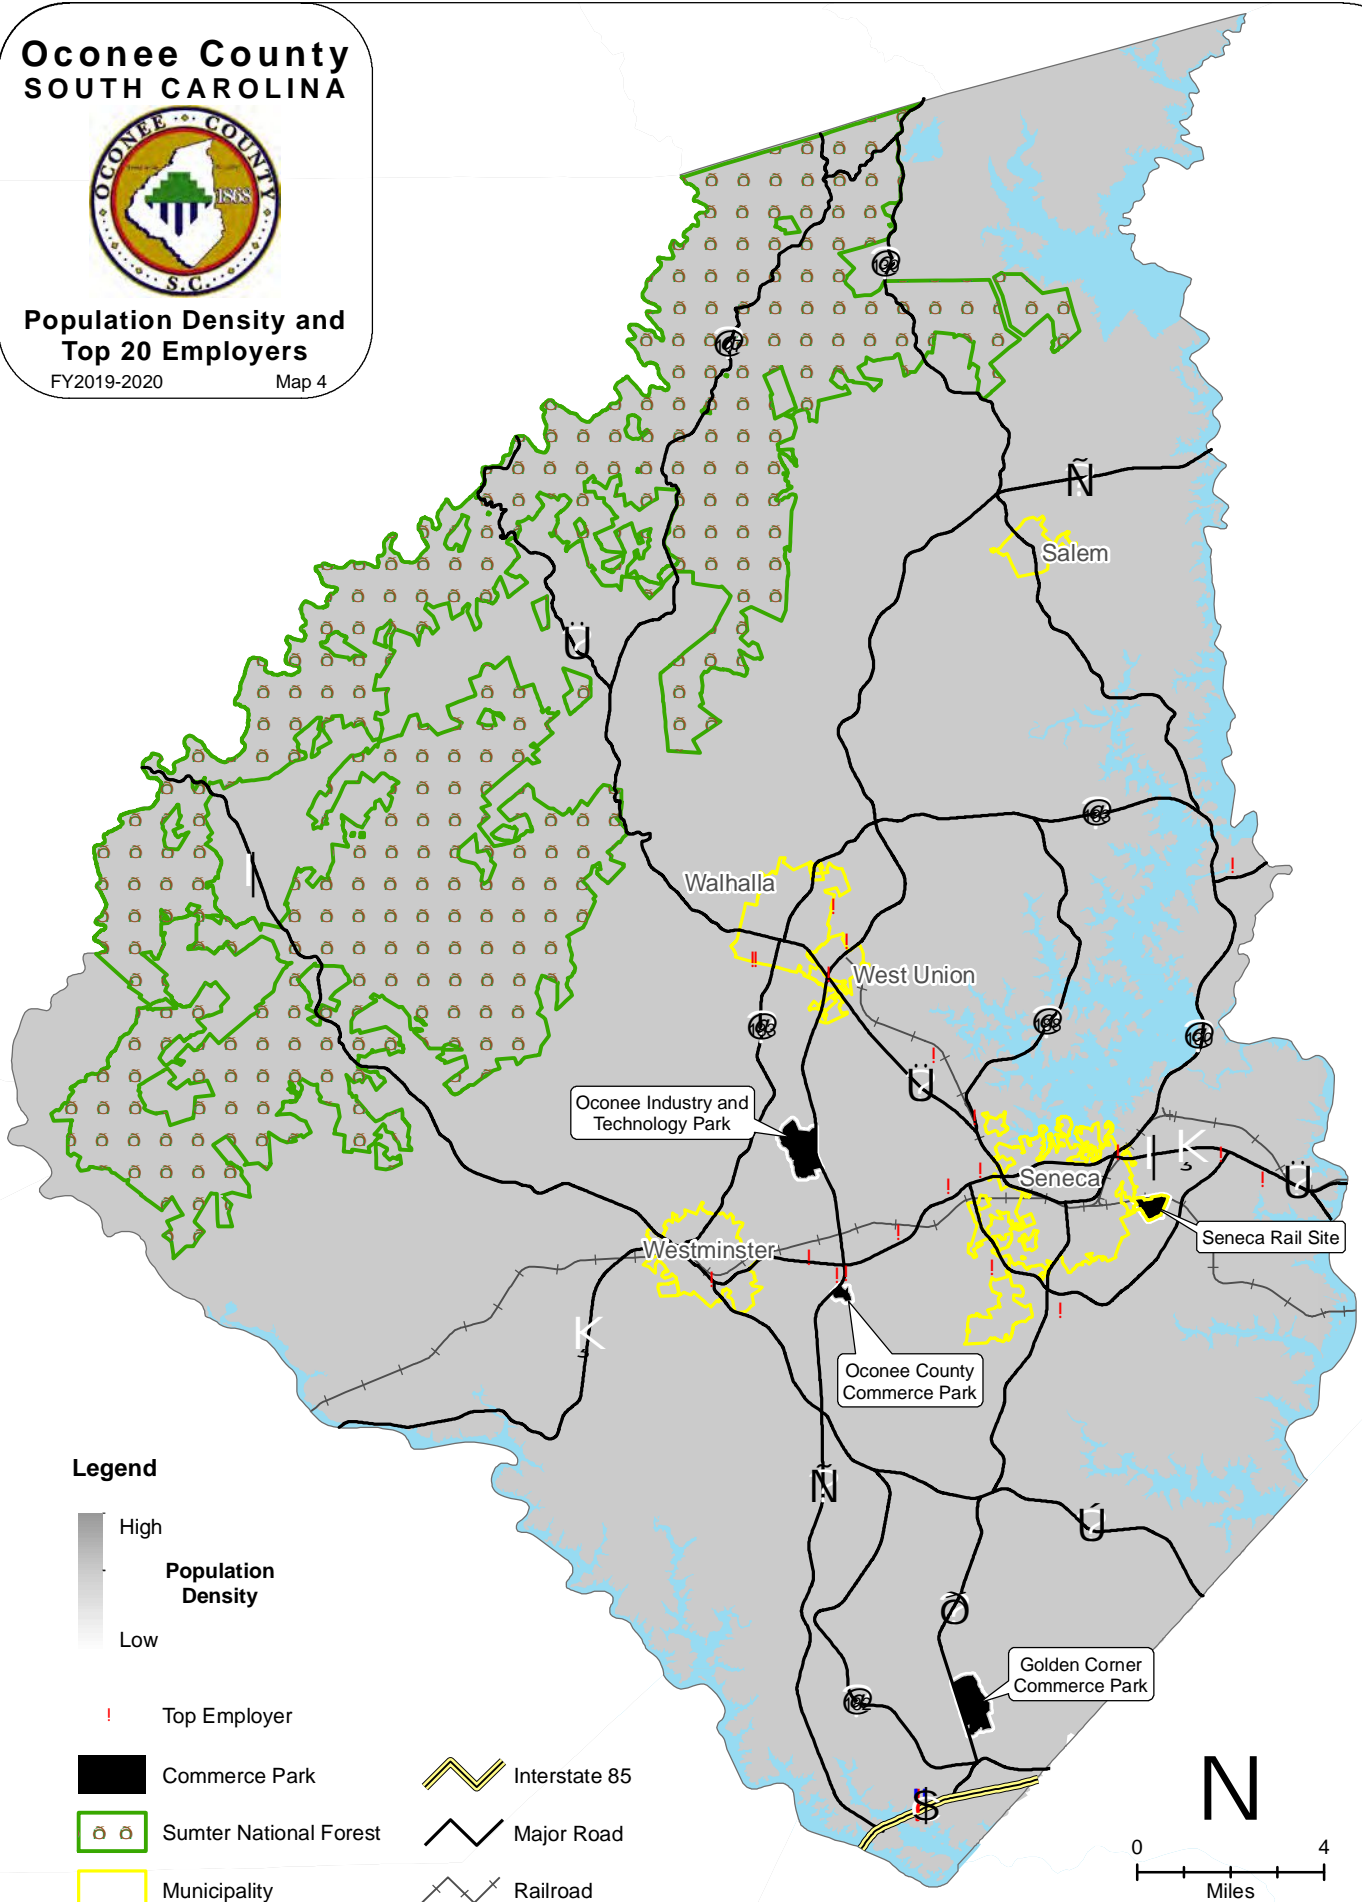 Oconee County
SOUTH CAROLINA
OCONEE COUNTY
1868
S.C.
Population Density and
Top 20 Employers
FY2019-2020 Map 4
Ñ
Salem
Ü
Walhalla
West Union
Oconee Industry and
Technology Park
Ü
K
Ü
Seneca
Seneca Rail Site
Westminster
K
Oconee County
Commerce Park
Legend
High
Population
Density
Low
Ñ
Ú
Golden Corner
Commerce Park
! Top Employer
Commerce Park
Interstate 85
Sumter National Forest
Major Road
Municipality
Railroad
$
N
0 4
Miles